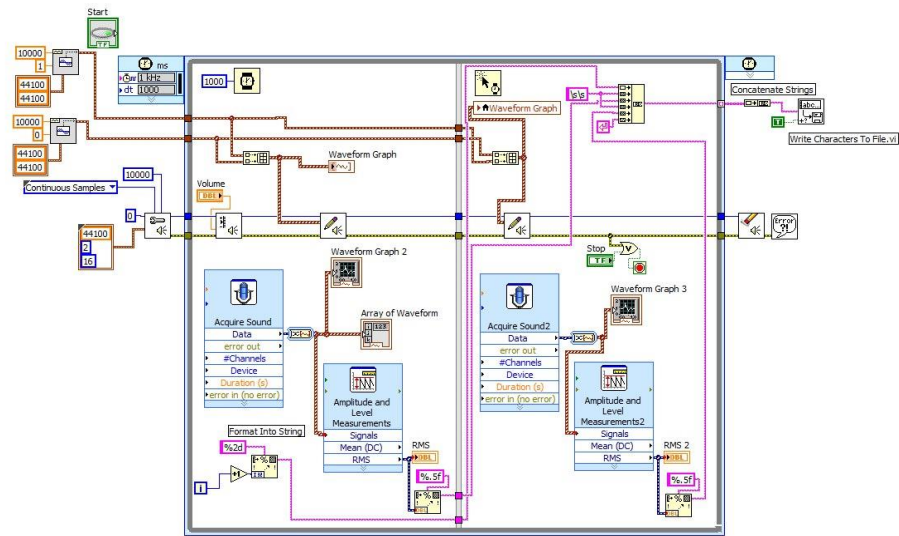 Start
TF
10000
1
44100
44100
10000
0
44100
44100
ms
1 kHz
dt 1000
1000
\s\s
Waveform Graph
Concatenate Strings
abc..
T
Write Characters To File.vi
Waveform Graph
10000
Continuous Samples
Volume
DBL
0
44100
2
16
Error
?!
Stop
TF
V
Waveform Graph 2
Array of Waveform
Waveform Graph 3
Acquire Sound
Data
error out
#Channels
Device
Duration (s)
error in (no error)
Acquire Sound2
Data
error out
#Channels
Device
Duration (s)
error in (no error)
Amplitude and
Level
Measurements
Signals
Mean (DC)
RMS
Amplitude and
Level
Measurements2
Signals
Mean (DC)
RMS
Format Into String
%2d
i
+1
RMS
DBL
%.5f
RMS 2
DBL
%.5f